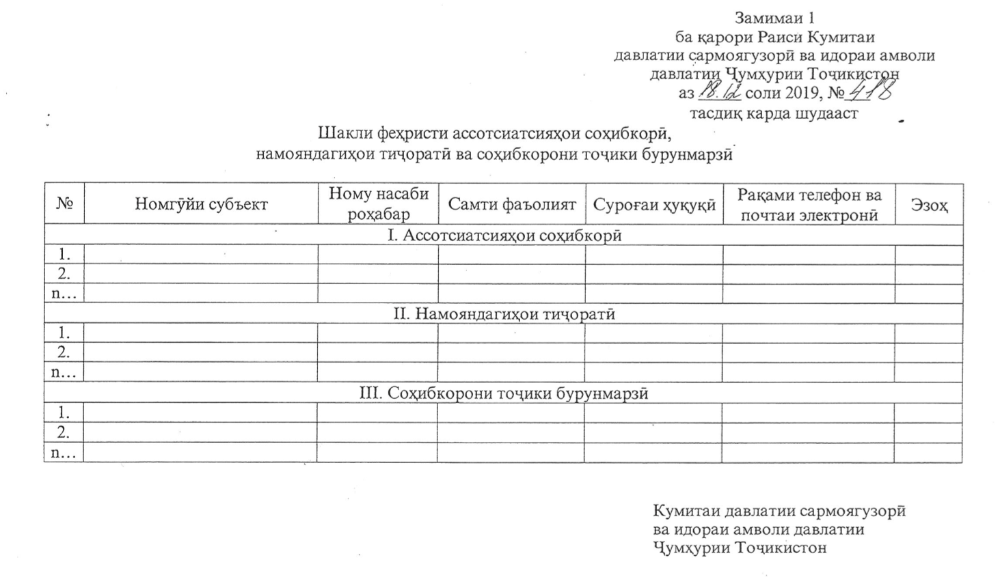 Замимаи 1
ба қарори Раиси Кумитаи
давлатии сармоягузорӣ ва идораи амволи
давлатии Ҷумҳурии Тоҷикистон
аз 18.12 соли 2019, № 418
тасдиқ карда шудааст
Шакли феҳристи ассотсиатсияҳои соҳибкорӣ,
намояндагиҳои тиҷоратӣ ва соҳибкорони тоҷики бурунмарзӣ
№ Номгӯйи субъект Ному насаби роҳабар Самти фаъолият Суроғаи ҳуқуқӣ Рақами телефон ва почтаи электронӣ Эзоҳ
I. Ассотсиатсияҳои соҳибкорӣ
1.
2.
n...
II. Намояндагиҳои тиҷоратӣ
1.
2.
n...
III. Соҳибкорони тоҷики бурунмарзӣ
1.
2.
n...
Кумитаи давлатии сармоягузорӣ
ва идораи амволи давлатии
Ҷумҳурии Тоҷикистон